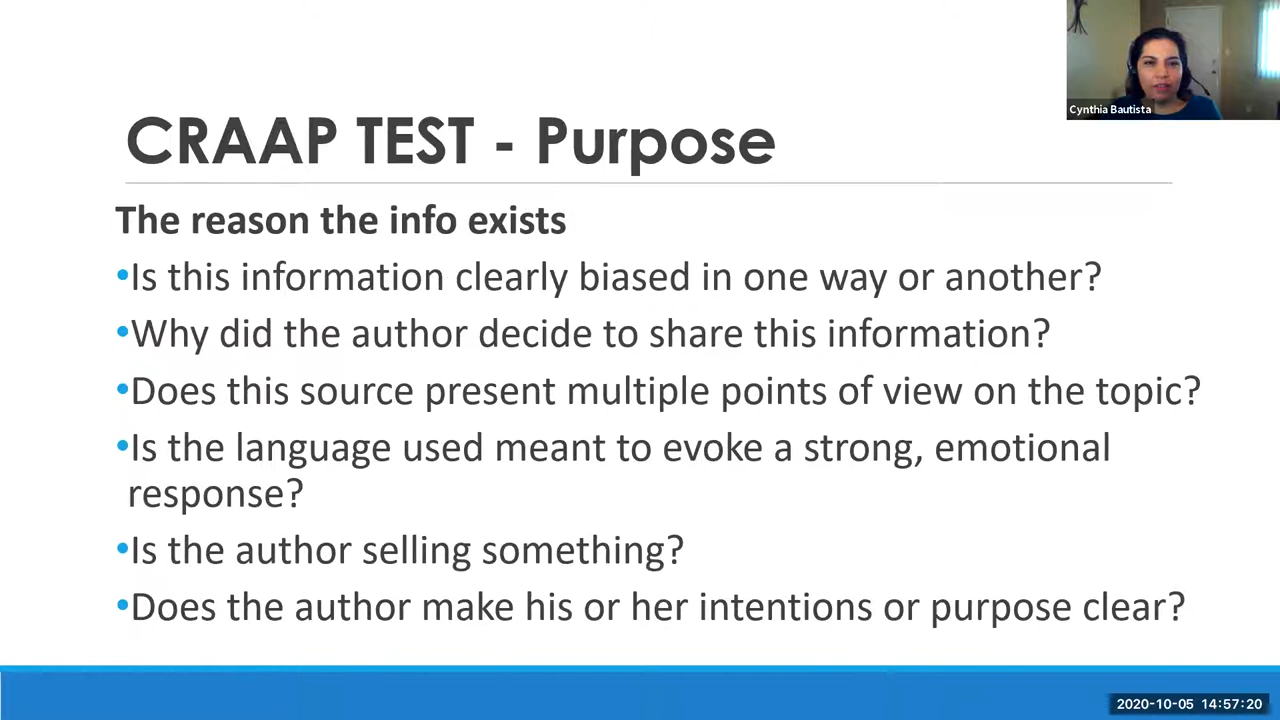 Cynthia Bautista
CRAAP TEST - Purpose
The reason the info exists
•Is this information clearly biased in one way or another?
•Why did the author decide to share this information?
•Does this source present multiple points of view on the topic?
•Is the language used meant to evoke a strong, emotional
response?
•Is the author selling something?
•Does the author make his or her intentions or purpose clear?
2020-10-05 14:57:20